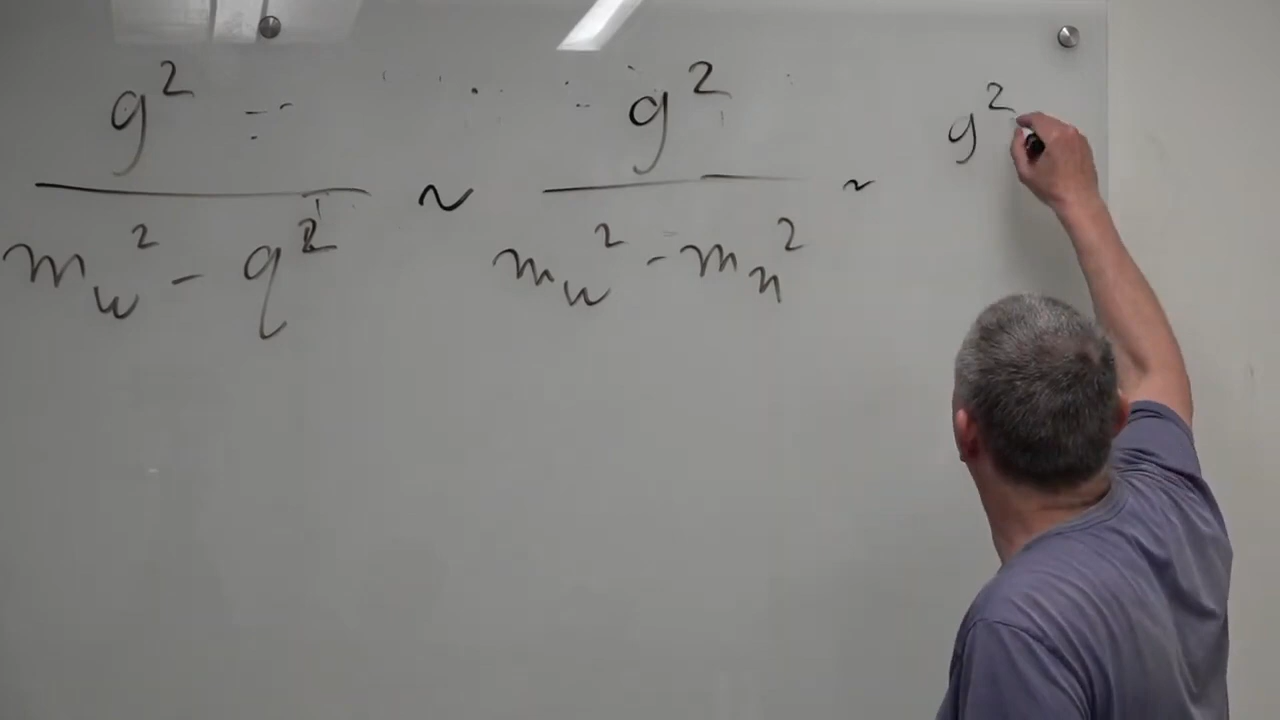 g² / (m_w² - q²) ~ g² / (m_w² - m_n²) ~ g²